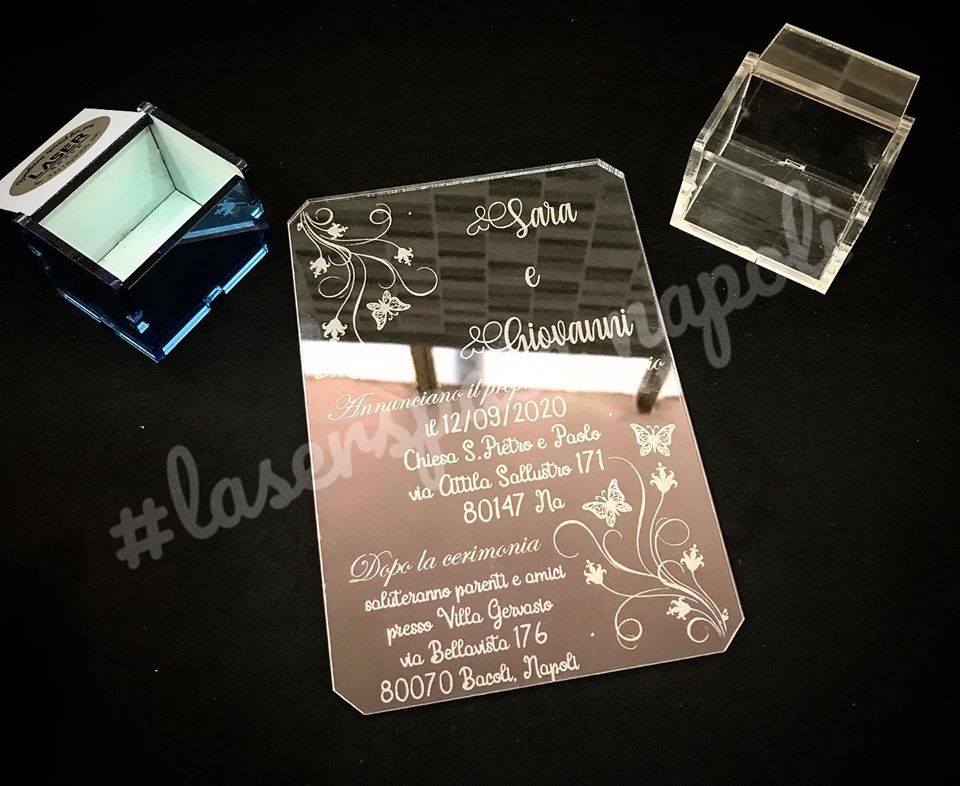 LASER
Sara
e
Giovanni
Annunciano il
il 12/09/2020
Chiesa S.Pietro e Paolo
via Attila Sallustro 171
80147 Na
Dopo la cerimonia
saluteranno parenti e amici
presso Villa Gervasio
via Bellavista 176
80070 Bacoli, Napoli